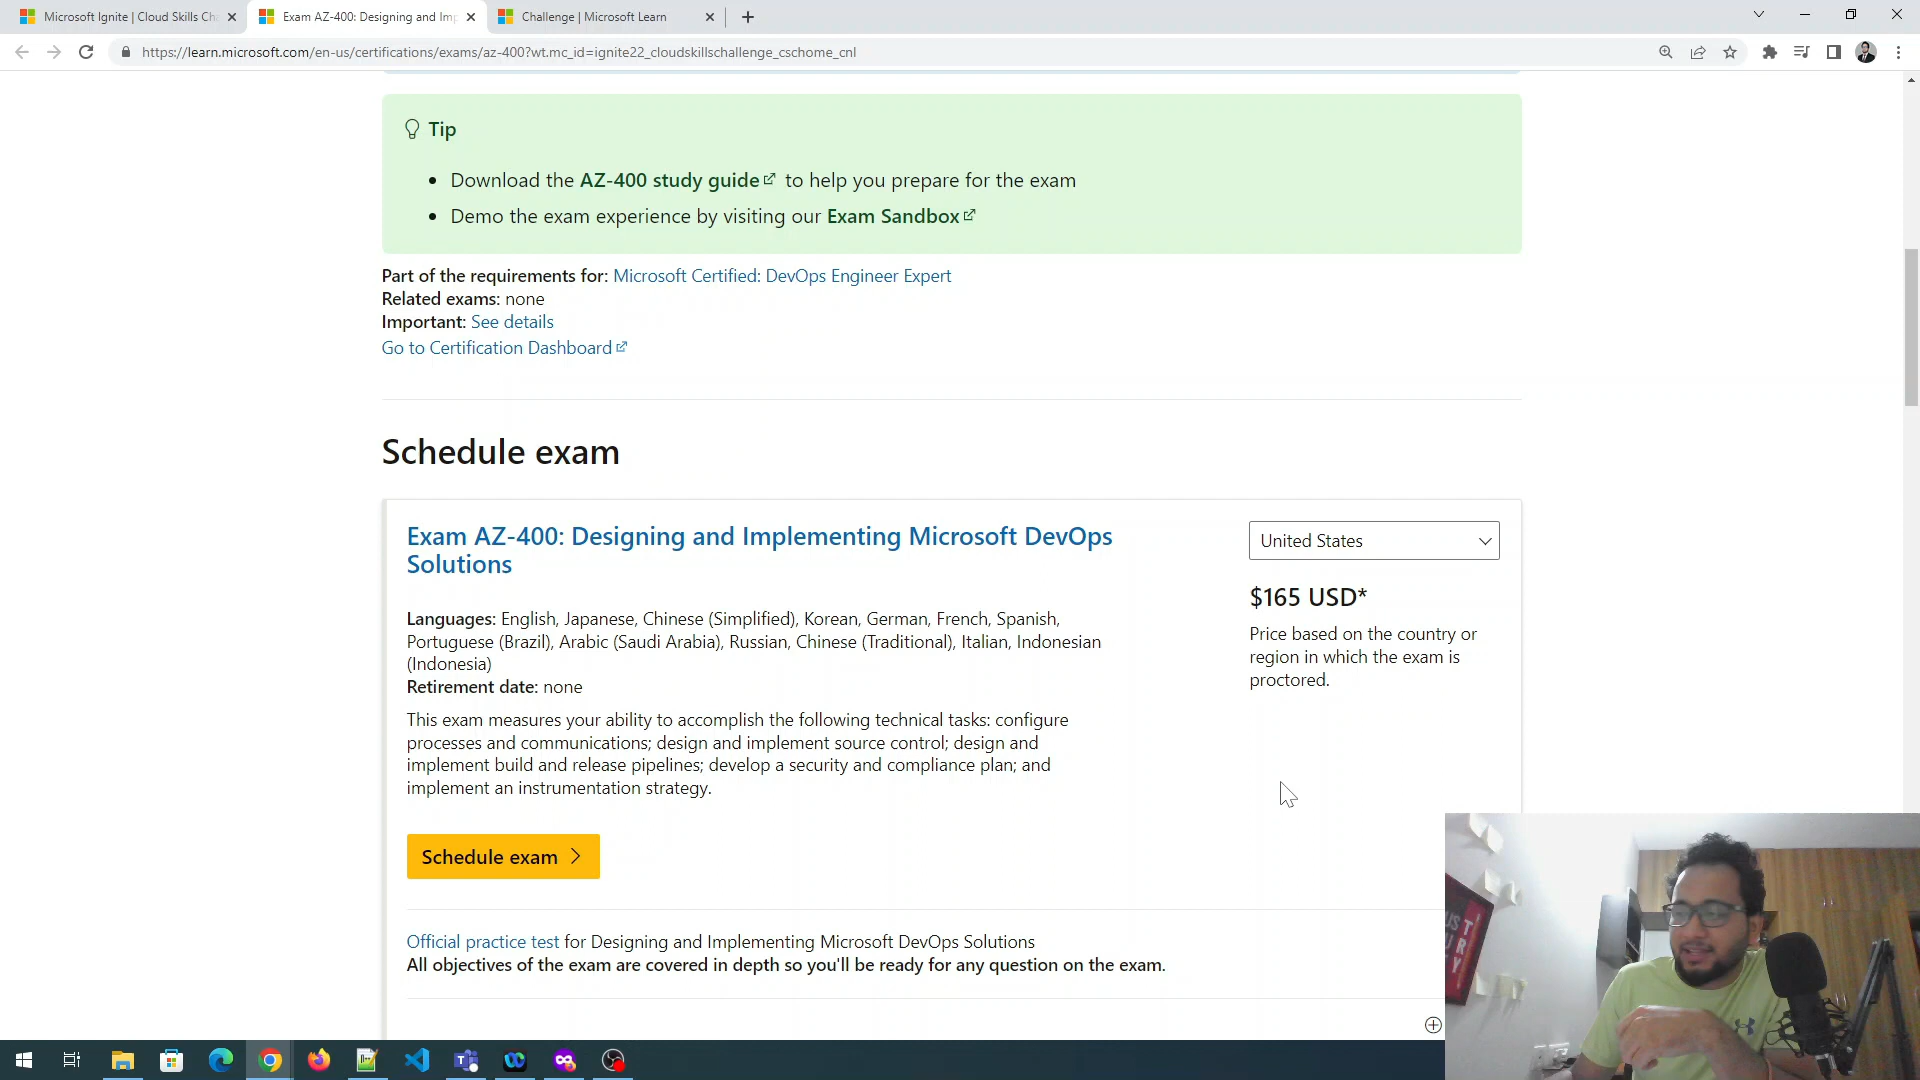 Microsoft Ignite | Cloud Skills Ch
Exam AZ-400: Designing and Imp
Challenge | Microsoft Learn
https://learn.microsoft.com/en-us/certifications/exams/az-400?wt.mc_id=ignite22_cloudskillschallenge_cschome_cnl
Tip
Download the AZ-400 study guide to help you prepare for the exam
Demo the exam experience by visiting our Exam Sandbox
Part of the requirements for: Microsoft Certified: DevOps Engineer Expert
Related exams: none
Important: See details
Go to Certification Dashboard
Schedule exam
Exam AZ-400: Designing and Implementing Microsoft DevOps
Solutions
United States
$165 USD*
Price based on the country or
region in which the exam is
proctored.
Languages: English, Japanese, Chinese (Simplified), Korean, German, French, Spanish,
Portuguese (Brazil), Arabic (Saudi Arabia), Russian, Chinese (Traditional), Italian, Indonesian
(Indonesia)
Retirement date: none
This exam measures your ability to accomplish the following technical tasks: configure
processes and communications; design and implement source control; design and
implement build and release pipelines; develop a security and compliance plan; and
implement an instrumentation strategy.
Schedule exam
Official practice test for Designing and Implementing Microsoft DevOps Solutions
All objectives of the exam are covered in depth so you'll be ready for any question on the exam.